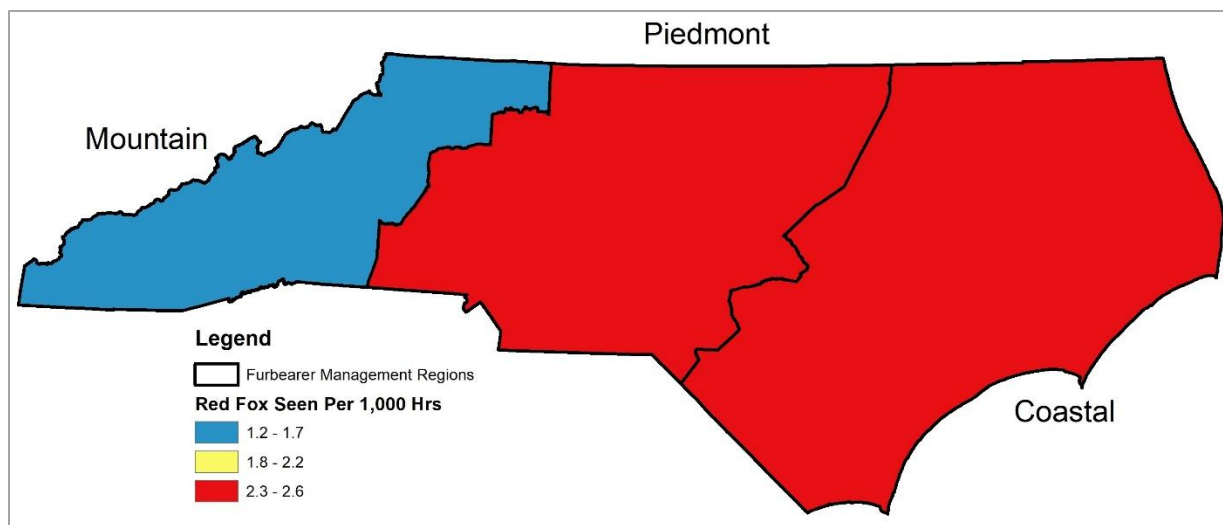 Piedmont
Mountain
Coastal
Legend
Furbearer Management Regions
Red Fox Seen Per 1,000 Hrs
1.2 - 1.7
1.8 - 2.2
2.3 - 2.6